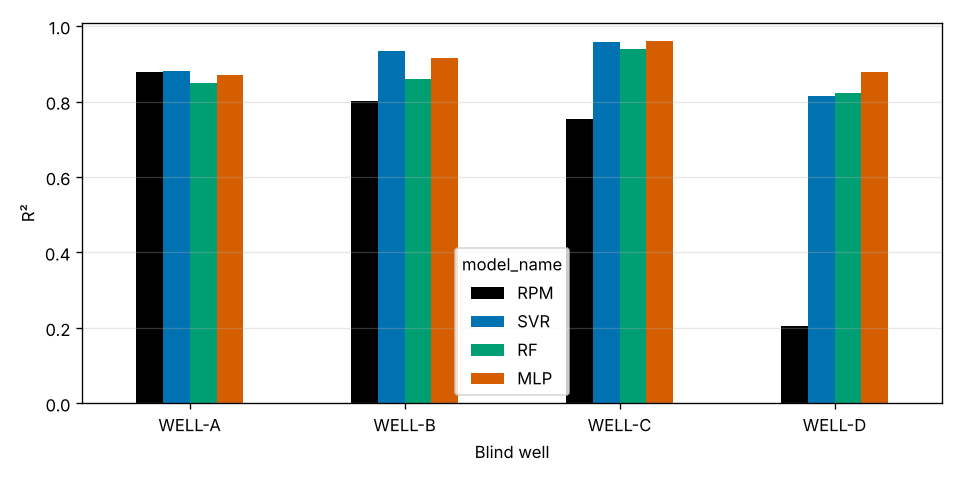 1.0
0.8
0.6
0.4
0.2
0.0
R²
model_name
RPM
SVR
RF
MLP
WELL-A
WELL-B
WELL-C
WELL-D
Blind well